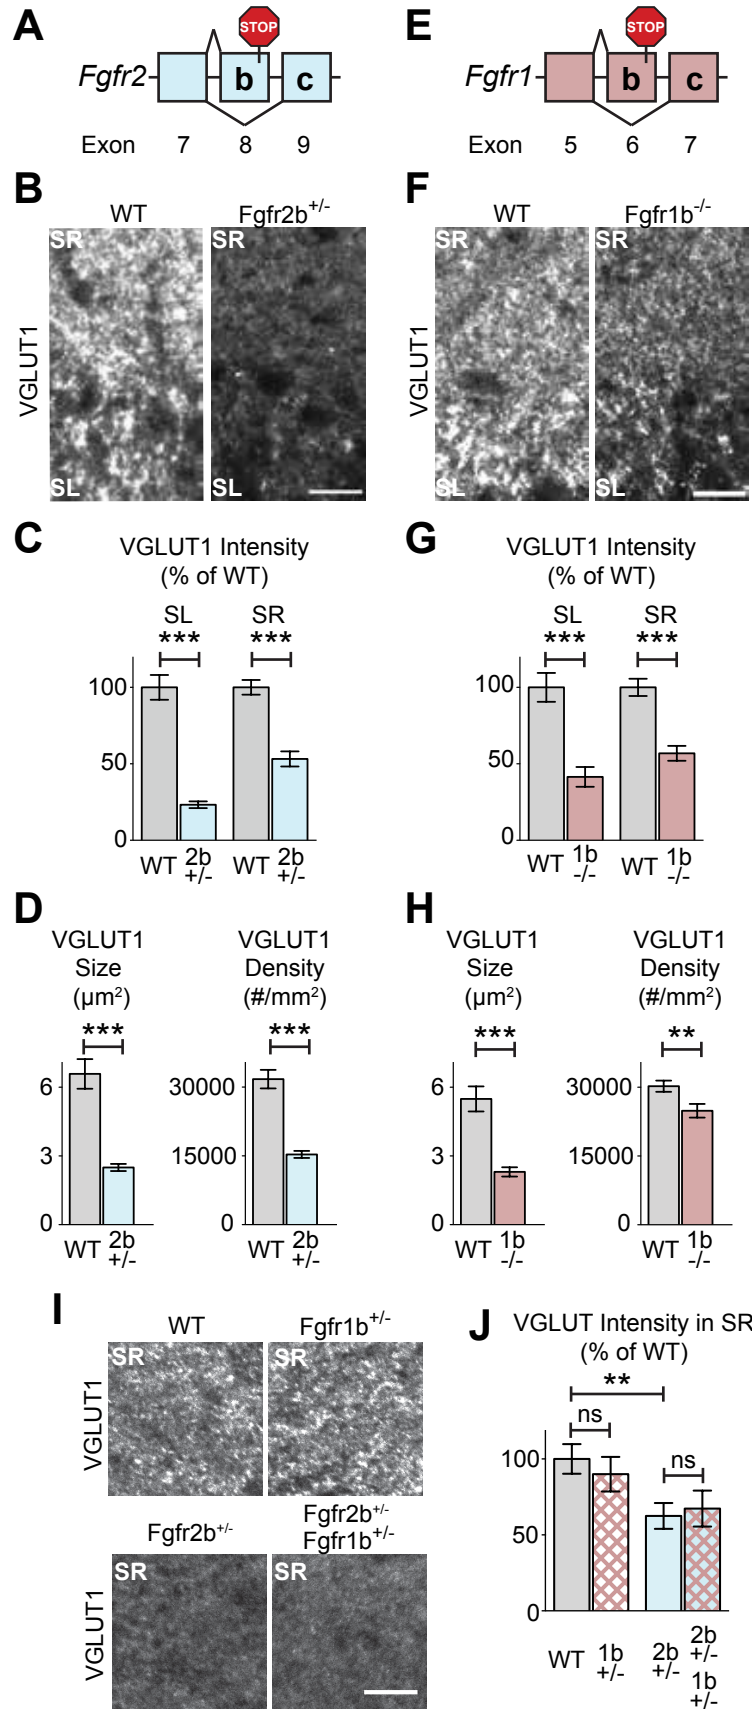 A
STOP
Fgfr2
b c
Exon 7 8 9
E
STOP
Fgfr1
b c
Exon 5 6 7
B
WT Fgfr2b+/-
VGLUT1
SR SR
SL SL
F
WT Fgfr1b-/-
VGLUT1
SR SR
SL SL
C
VGLUT1 Intensity
(% of WT)
SL SR
*** ***
100
50
0
WT 2b +/- WT 2b +/-
G
VGLUT1 Intensity
(% of WT)
SL SR
*** ***
100
50
0
WT 1b -/- WT 1b -/-
D
VGLUT1
Size
(µm²)
***
6
3
0
WT 2b +/-
VGLUT1
Density
(#/mm²)
***
30000
15000
0
WT 2b +/-
H
VGLUT1
Size
(µm²)
***
6
3
0
WT 1b -/-
VGLUT1
Density
(#/mm²)
**
30000
15000
0
WT 1b -/-
I
WT Fgfr1b+/-
VGLUT1
SR SR
Fgfr2b+/- Fgfr2b+/-
Fgfr1b+/-
VGLUT1
SR SR
J
VGLUT Intensity in SR
(% of WT)
**
ns
ns
100
50
0
WT 1b +/- 2b +/- 2b +/- 1b +/-